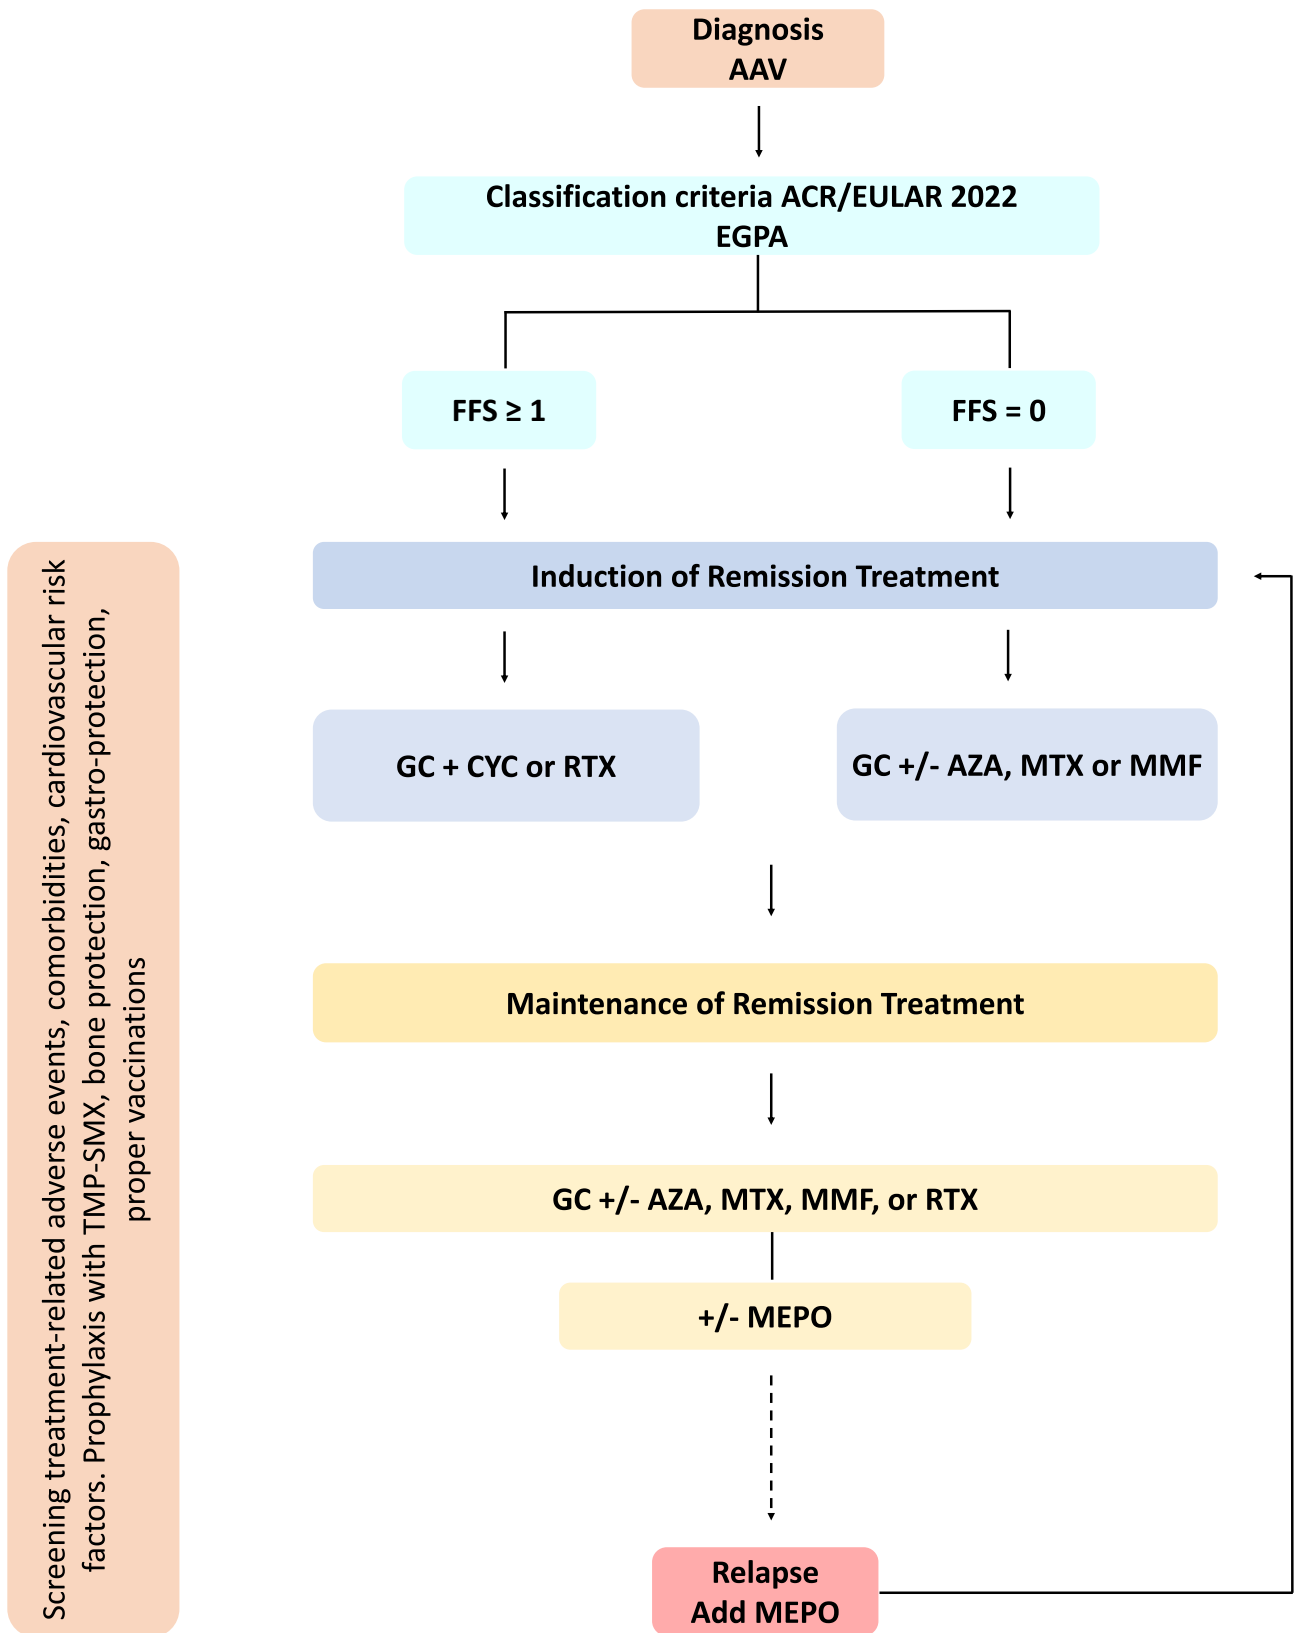 Diagnosis
AAV
Classification criteria ACR/EULAR 2022
EGPA
FFS ≥ 1
FFS = 0
Induction of Remission Treatment
GC + CYC or RTX
GC +/- AZA, MTX or MMF
Maintenance of Remission Treatment
GC +/- AZA, MTX, MMF, or RTX
+/- MEPO
Relapse
Add MEPO
Screening treatment-related adverse events, comorbidities, cardiovascular risk
factors. Prophylaxis with TMP-SMX, bone protection, gastro-protection,
proper vaccinations